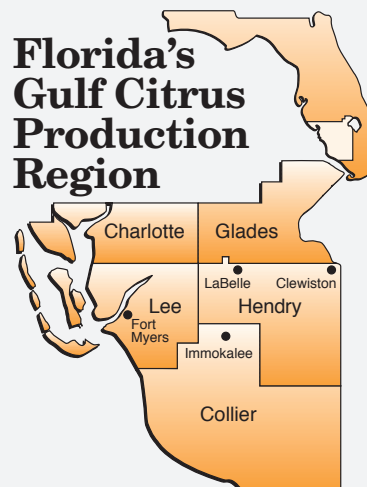 Florida's
Gulf Citrus
Production
Region
Charlotte
Glades
LaBelle
Clewiston
Lee
Hendry
Fort
Myers
Immokalee
Collier